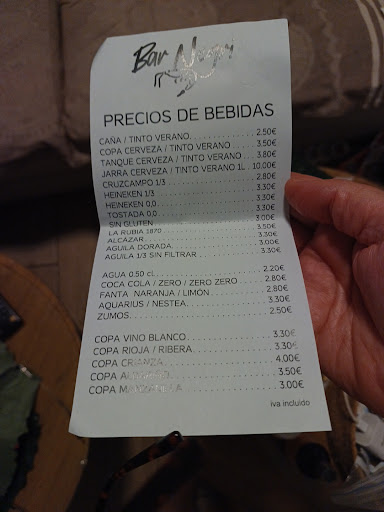 Bar
PRECIOS DE BEBIDAS
CAÑA / TINTO VERANO 2.50€
COPA CERVEZA / TINTO VERANO 3.50€
TANQUE CERVEZA / TINTO VERANO 3.80€
JARRA CERVEZA / TINTO VERANO 1L 10.00€
CRUZCAMPO 1/3 2.80€
HEINEKEN 1/3 3.30€
HEINEKEN 0,0 3.30€
TOSTADA 0,0 3.30€
SIN GLUTEN 3.00€
LA RUBIA 1870 3.50€
ALCAZAR 3.30€
AGUILA DORADA 3.00€
AGUILA 1/3 SIN FILTRAR 3.30€
AGUA 0.50 cl. 2.20€
COCA COLA / ZERO / ZERO ZERO 2.80€
FANTA NARANJA / LIMÓN 2.80€
AQUARIUS / NESTEA 3.30€
ZUMOS 2.50€
COPA VINO BLANCO 3.30€
COPA RIOJA / RIBERA 3.30€
COPA CRIANZA 4.00€
COPA 3.50€
COPA MANZANILLA 3.00€
iva incluido